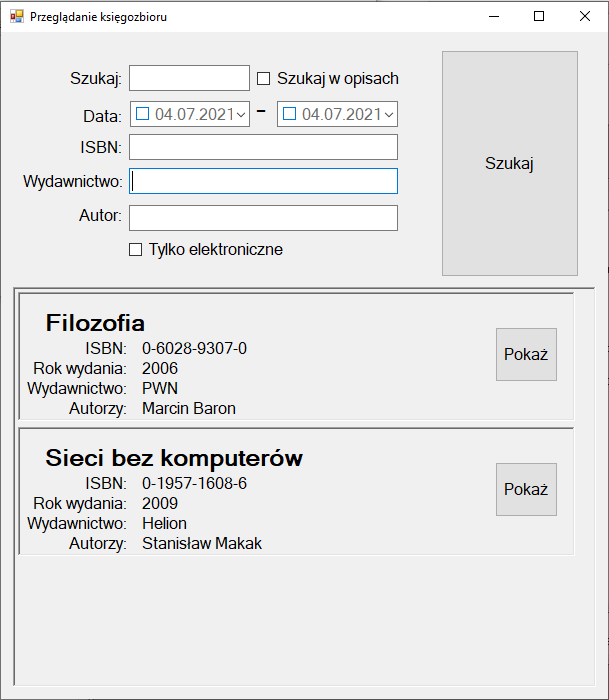 Przeglądanie księgozbioru
Szukaj: Szukaj w opisach
Data: 04.07.2021 – 04.07.2021
ISBN:
Wydawnictwo:
Autor:
Tylko elektroniczne
Szukaj
Filozofia
ISBN: 0-6028-9307-0
Rok wydania: 2006
Wydawnictwo: PWN
Autorzy: Marcin Baron
Pokaż
Sieci bez komputerów
ISBN: 0-1957-1608-6
Rok wydania: 2009
Wydawnictwo: Helion
Autorzy: Stanisław Makak
Pokaż